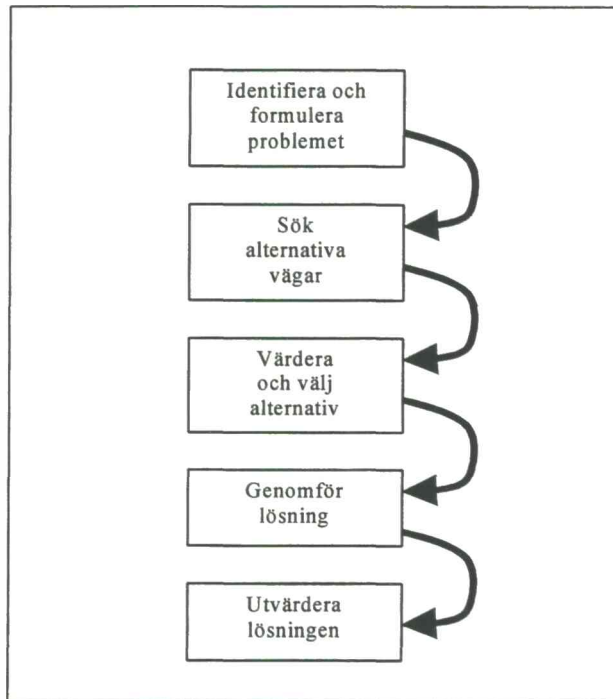 Identifiera och
formulera
problemet
Sök
alternativa
vägar
Värdera
och välj
alternativ
Genomför
lösning
Utvärdera
lösningen